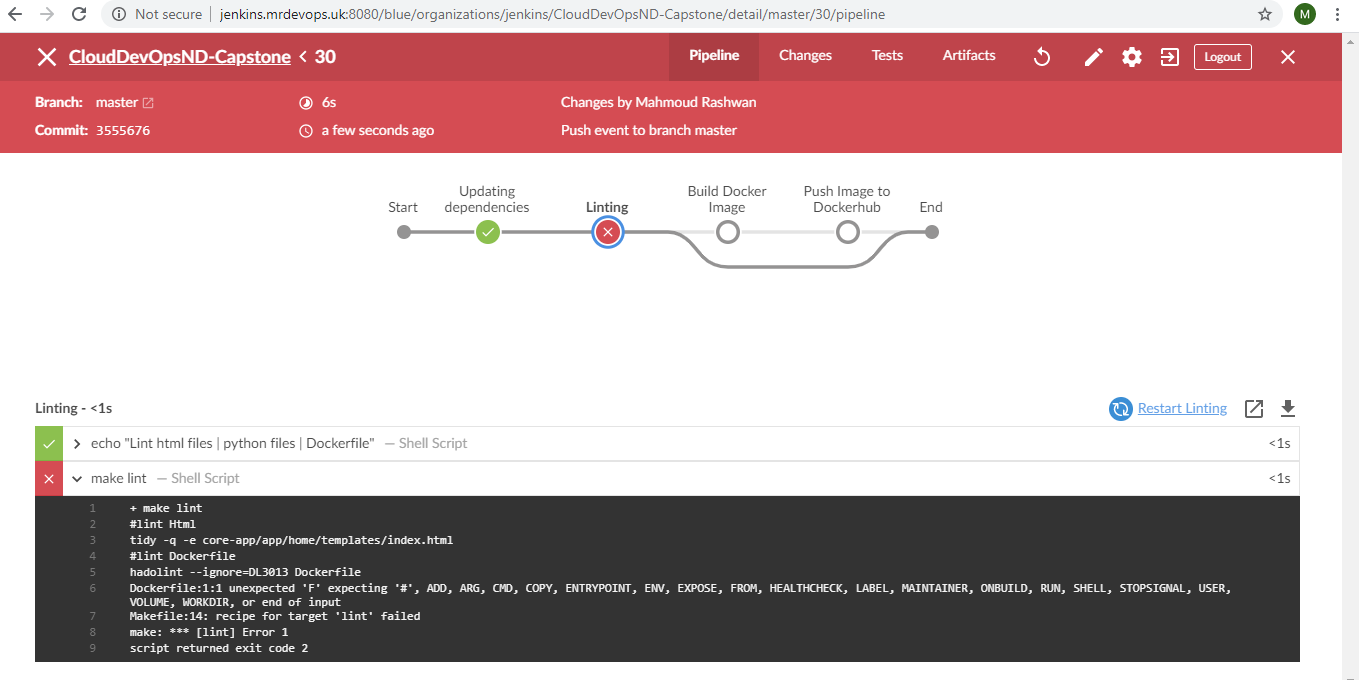 Not secure | jenkins.mrdevops.uk:8080/blue/organizations/jenkins/CloudDevOpsND-Capstone/detail/master/30/pipeline
M
CloudDevOpsND-Capstone < 30
Pipeline Changes Tests Artifacts Logout
Branch: master 6s Changes by Mahmoud Rashwan
Commit: 3555676 a few seconds ago Push event to branch master
Start
Updating
dependencies
Linting
Build Docker
Image
Push Image to
Dockerhub
End
Linting - <1s Restart Linting
echo "Lint html files | python files | Dockerfile" — Shell Script <1s
make lint — Shell Script <1s
1 + make lint
2 #lint Html
3 tidy -q -e core-app/app/home/templates/index.html
4 #lint Dockerfile
5 hadolint --ignore=DL3013 Dockerfile
6 Dockerfile:1:1 unexpected 'F' expecting '#', ADD, ARG, CMD, COPY, ENTRYPOINT, ENV, EXPOSE, FROM, HEALTHCHECK, LABEL, MAINTAINER, ONBUILD, RUN, SHELL, STOPSIGNAL, USER,
VOLUME, WORKDIR, or end of input
7 Makefile:14: recipe for target 'lint' failed
8 make: *** [lint] Error 1
9 script returned exit code 2